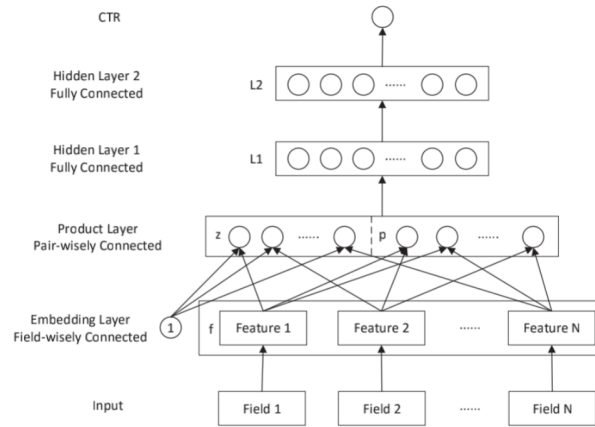 CTR
Hidden Layer 2
Fully Connected
L2
......
Hidden Layer 1
Fully Connected
L1
......
Product Layer
Pair-wisely Connected
z
......
p
......
Embedding Layer
Field-wisely Connected
1
f
Feature 1
Feature 2
......
Feature N
Input
Field 1
Field 2
......
Field N